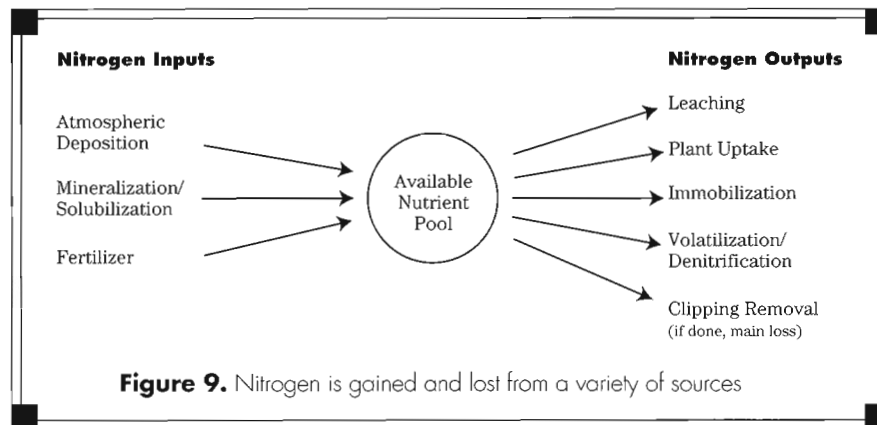 Nitrogen Inputs
Atmospheric
Deposition
Mineralization/
Solubilization
Fertilizer
Available
Nutrient
Pool
Nitrogen Outputs
Leaching
Plant Uptake
Immobilization
Volatilization/
Denitrification
Clipping Removal
(if done, main loss)
Figure 9. Nitrogen is gained and lost from a variety of sources